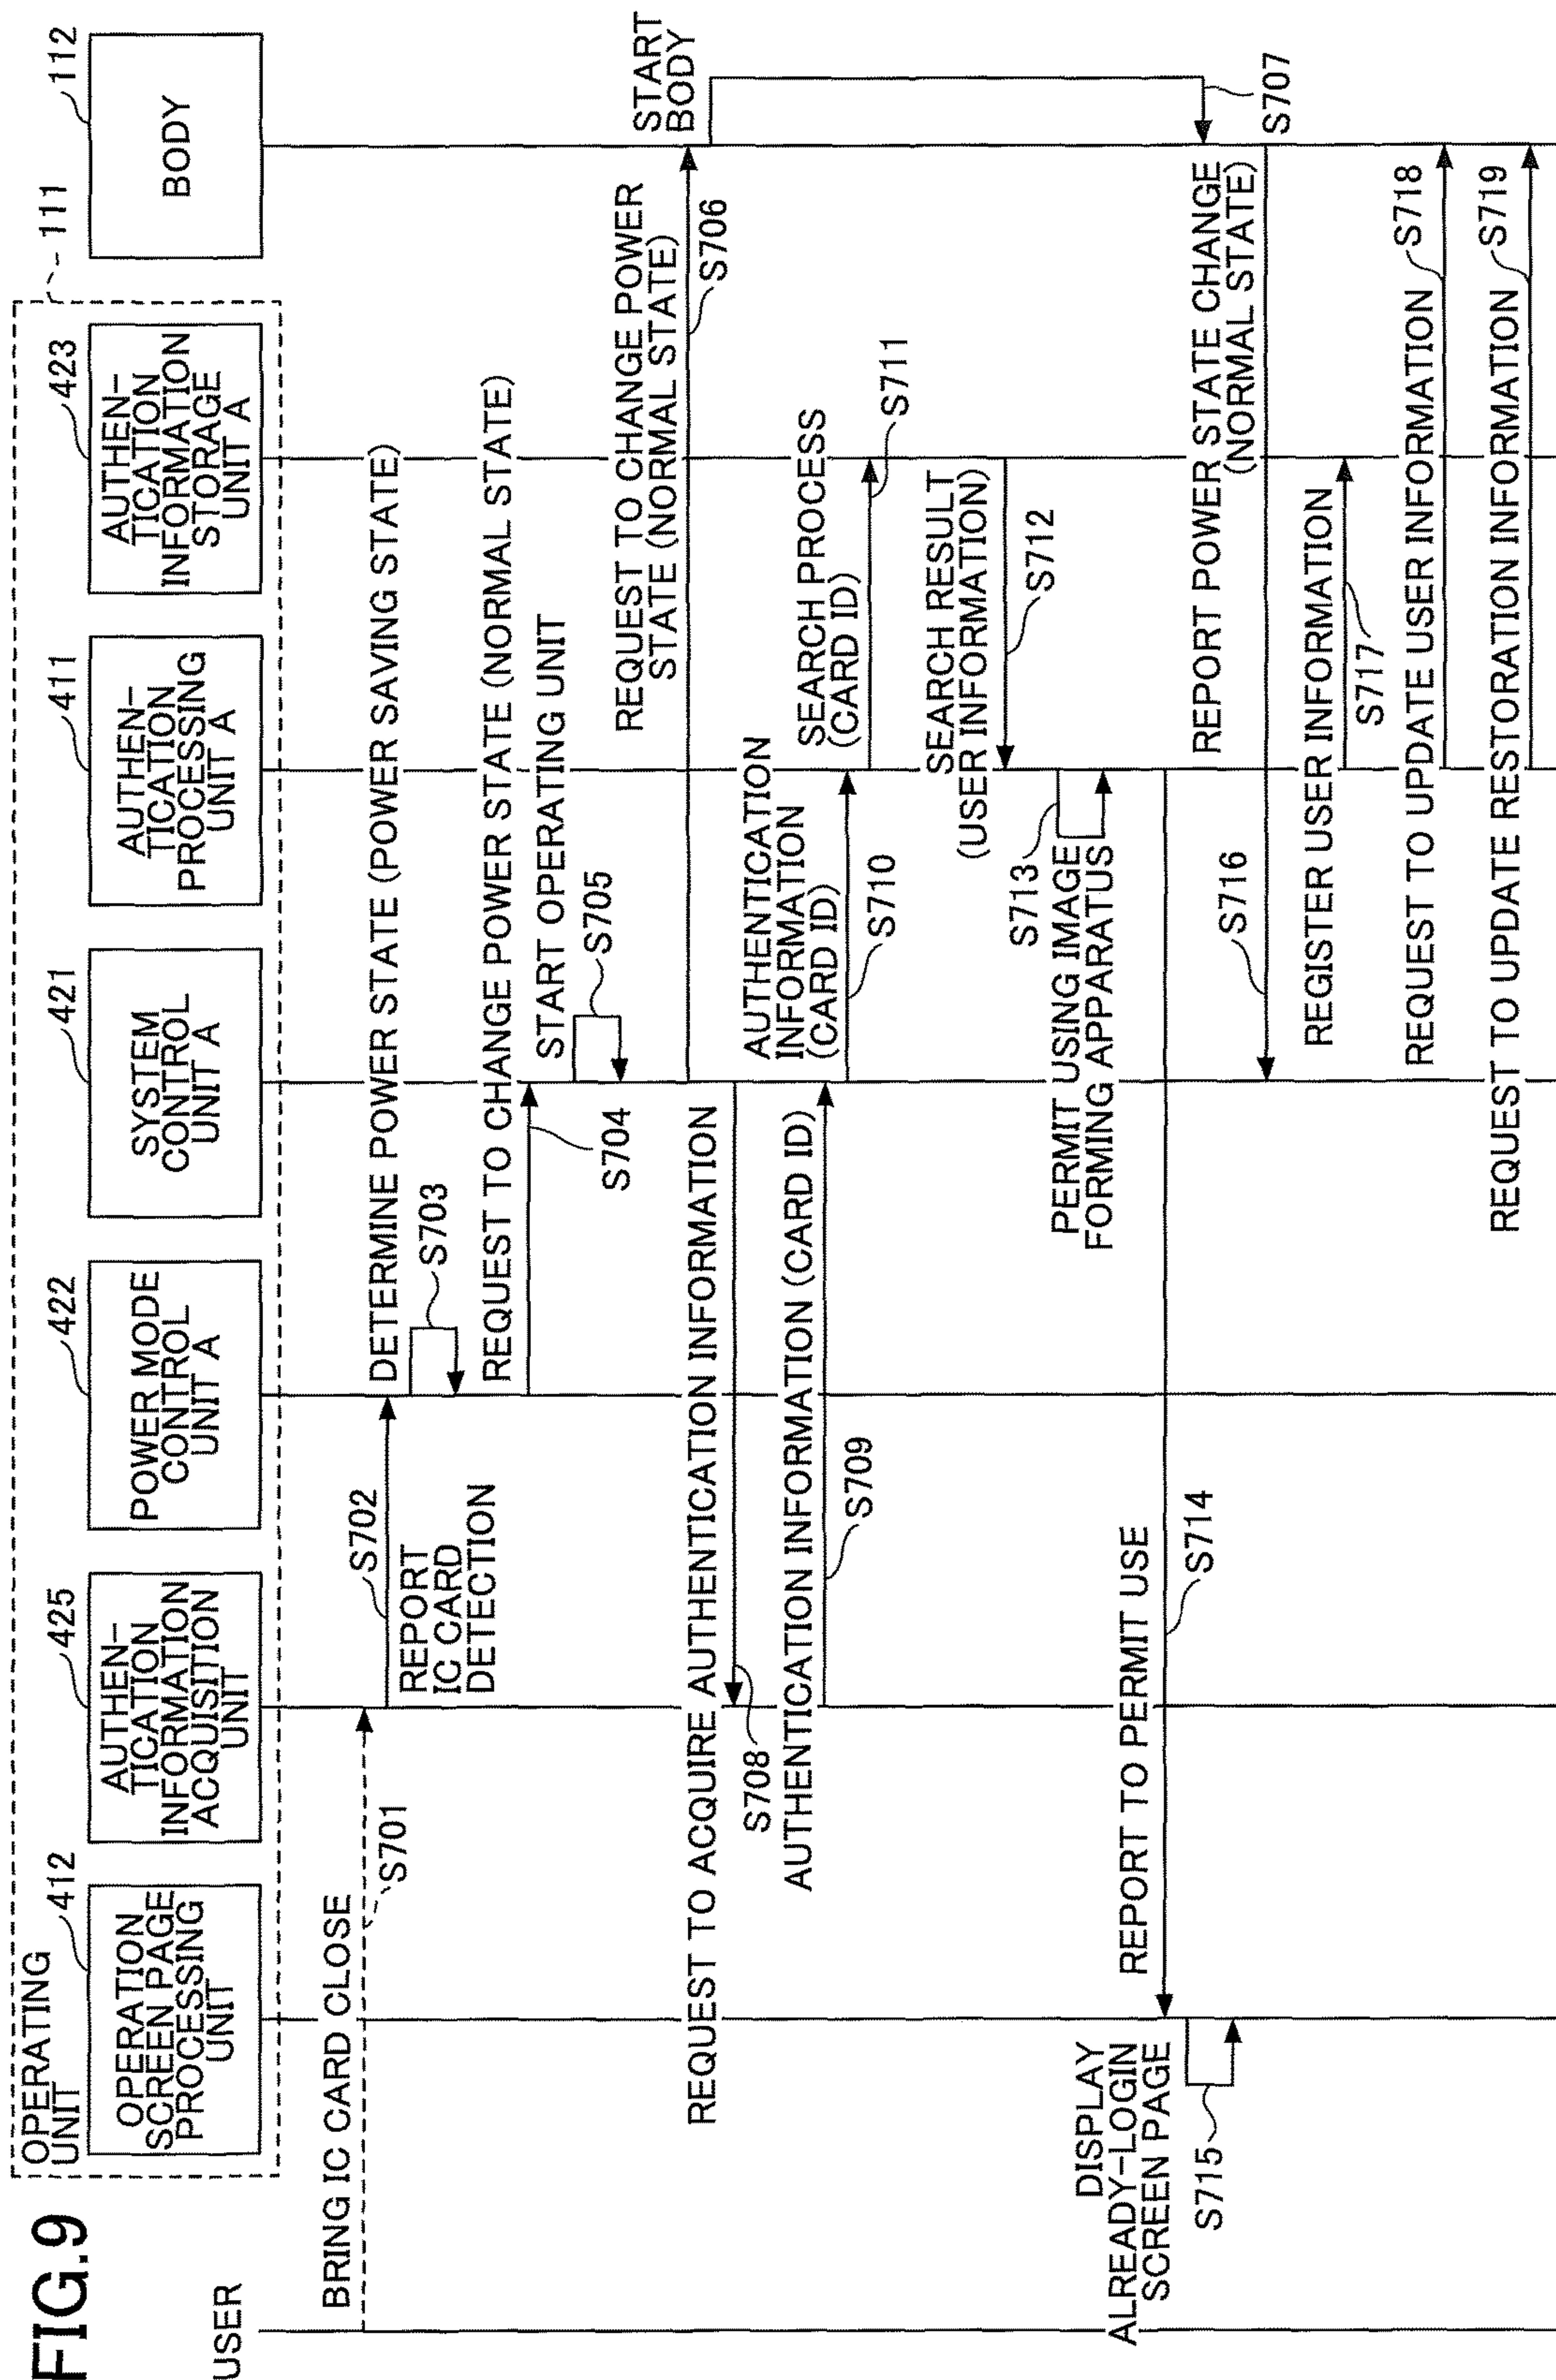 FIG.9
OPERATING
UNIT
111
USER
412
OPERATION
SCREEN PAGE
PROCESSING
UNIT
425
AUTHEN-
TICATION
INFORMATION
ACQUISITION
UNIT
422
POWER MODE
CONTROL
UNIT A
421
SYSTEM
CONTROL
UNIT A
411
AUTHEN-
TICATION
PROCESSING
UNIT A
423
AUTHEN-
TICATION
INFORMATION
STORAGE
UNIT A
112
BODY
BRING IC CARD CLOSE
S701
S702
REPORT
IC CARD
DETECTION
DETERMINE POWER STATE (POWER SAVING STATE)
S703
REQUEST TO CHANGE POWER STATE (NORMAL STATE)
S704
START OPERATING UNIT
S705
REQUEST TO CHANGE POWER
STATE (NORMAL STATE)
S706
START
BODY
S707
REQUEST TO ACQUIRE AUTHENTICATION INFORMATION
S708
AUTHENTICATION INFORMATION (CARD ID)
S709
AUTHENTICATION
INFORMATION
(CARD ID)
S710
SEARCH PROCESS
(CARD ID)
S711
SEARCH RESULT
(USER INFORMATION)
S712
S713
PERMIT USING IMAGE
FORMING APPARATUS
REPORT TO PERMIT USE
S714
DISPLAY
ALREADY-LOGIN
SCREEN PAGE
S715
REPORT POWER STATE CHANGE
(NORMAL STATE)
S716
REGISTER USER INFORMATION
S717
REQUEST TO UPDATE USER INFORMATION
S718
REQUEST TO UPDATE RESTORATION INFORMATION
S719